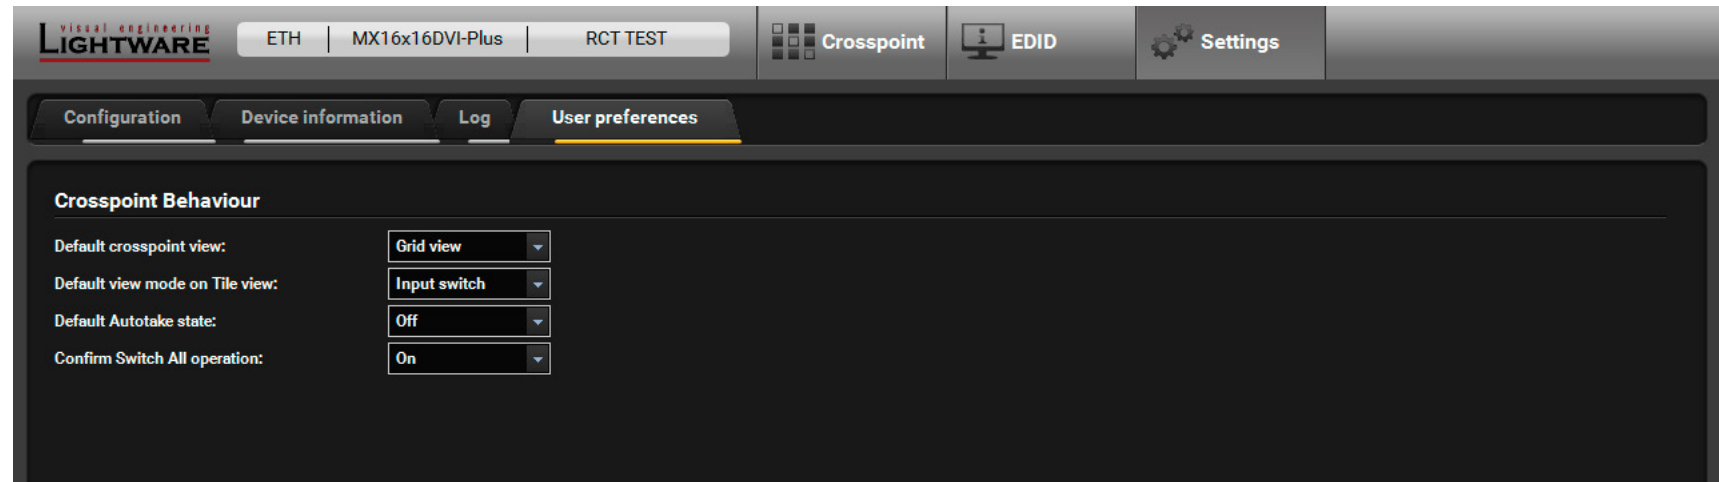 visual engineering
LIGHTWARE
ETH | MX16x16DVI-Plus | RCT TEST
Crosspoint
EDID
Settings
Configuration
Device information
Log
User preferences
Crosspoint Behaviour
Default crosspoint view: Grid view
Default view mode on Tile view: Input switch
Default Autotake state: Off
Confirm Switch All operation: On